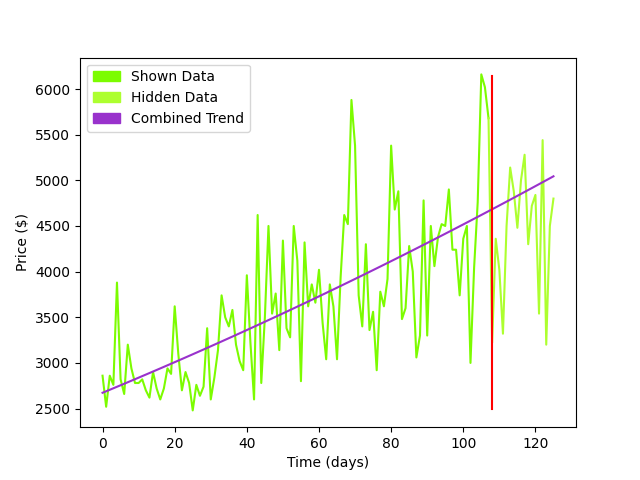 Shown Data
Hidden Data
Combined Trend
Price ($)
6000
5500
5000
4500
4000
3500
3000
2500
0 20 40 60 80 100 120
Time (days)